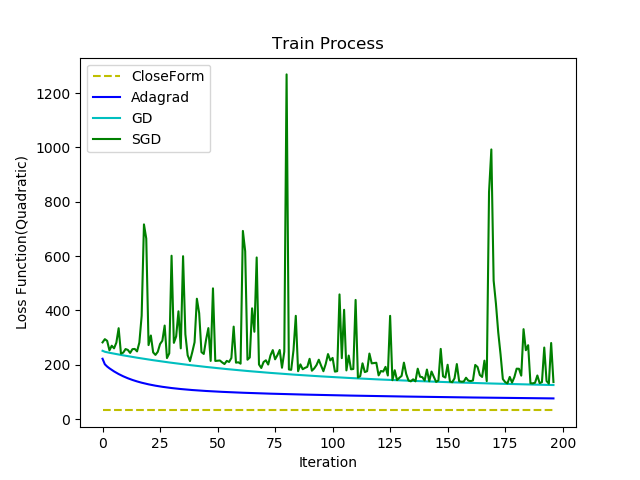 Train Process
CloseForm
Adagrad
GD
SGD
Loss Function(Quadratic)
1200
1000
800
600
400
200
0
0 25 50 75 100 125 150 175 200
Iteration